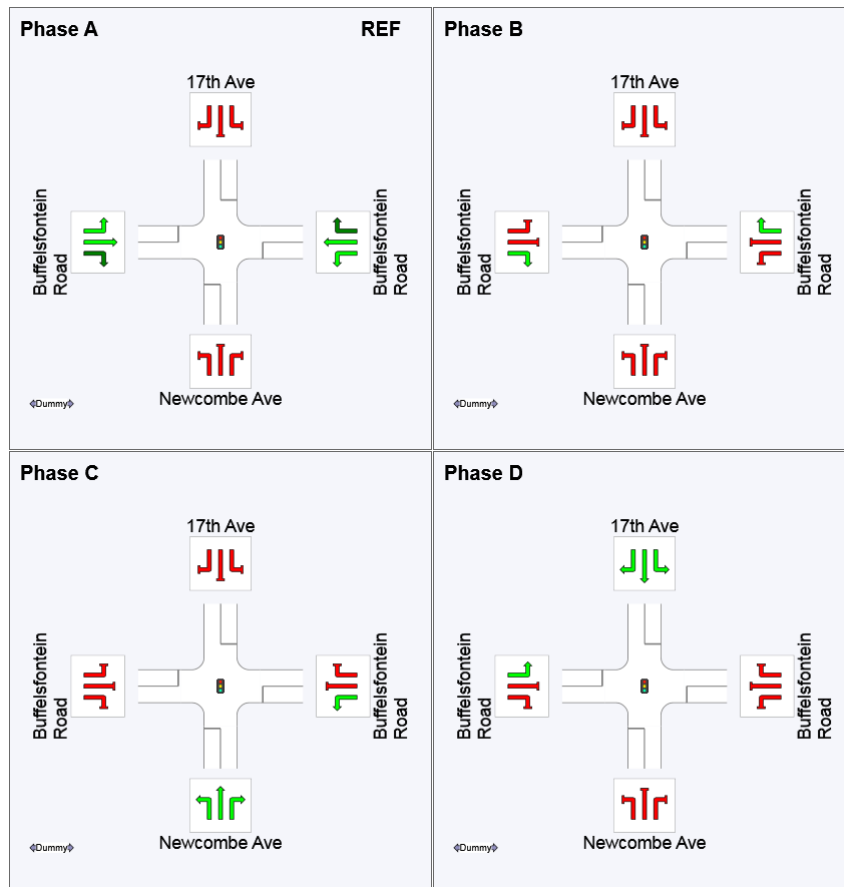 Phase A
REF
17th Ave
Buffelsfontein
Road
Buffelsfontein
Road
Newcombe Ave
Dummy
Phase B
17th Ave
Buffelsfontein
Road
Buffelsfontein
Road
Newcombe Ave
Dummy
Phase C
17th Ave
Buffelsfontein
Road
Buffelsfontein
Road
Newcombe Ave
Dummy
Phase D
17th Ave
Buffelsfontein
Road
Buffelsfontein
Road
Newcombe Ave
Dummy